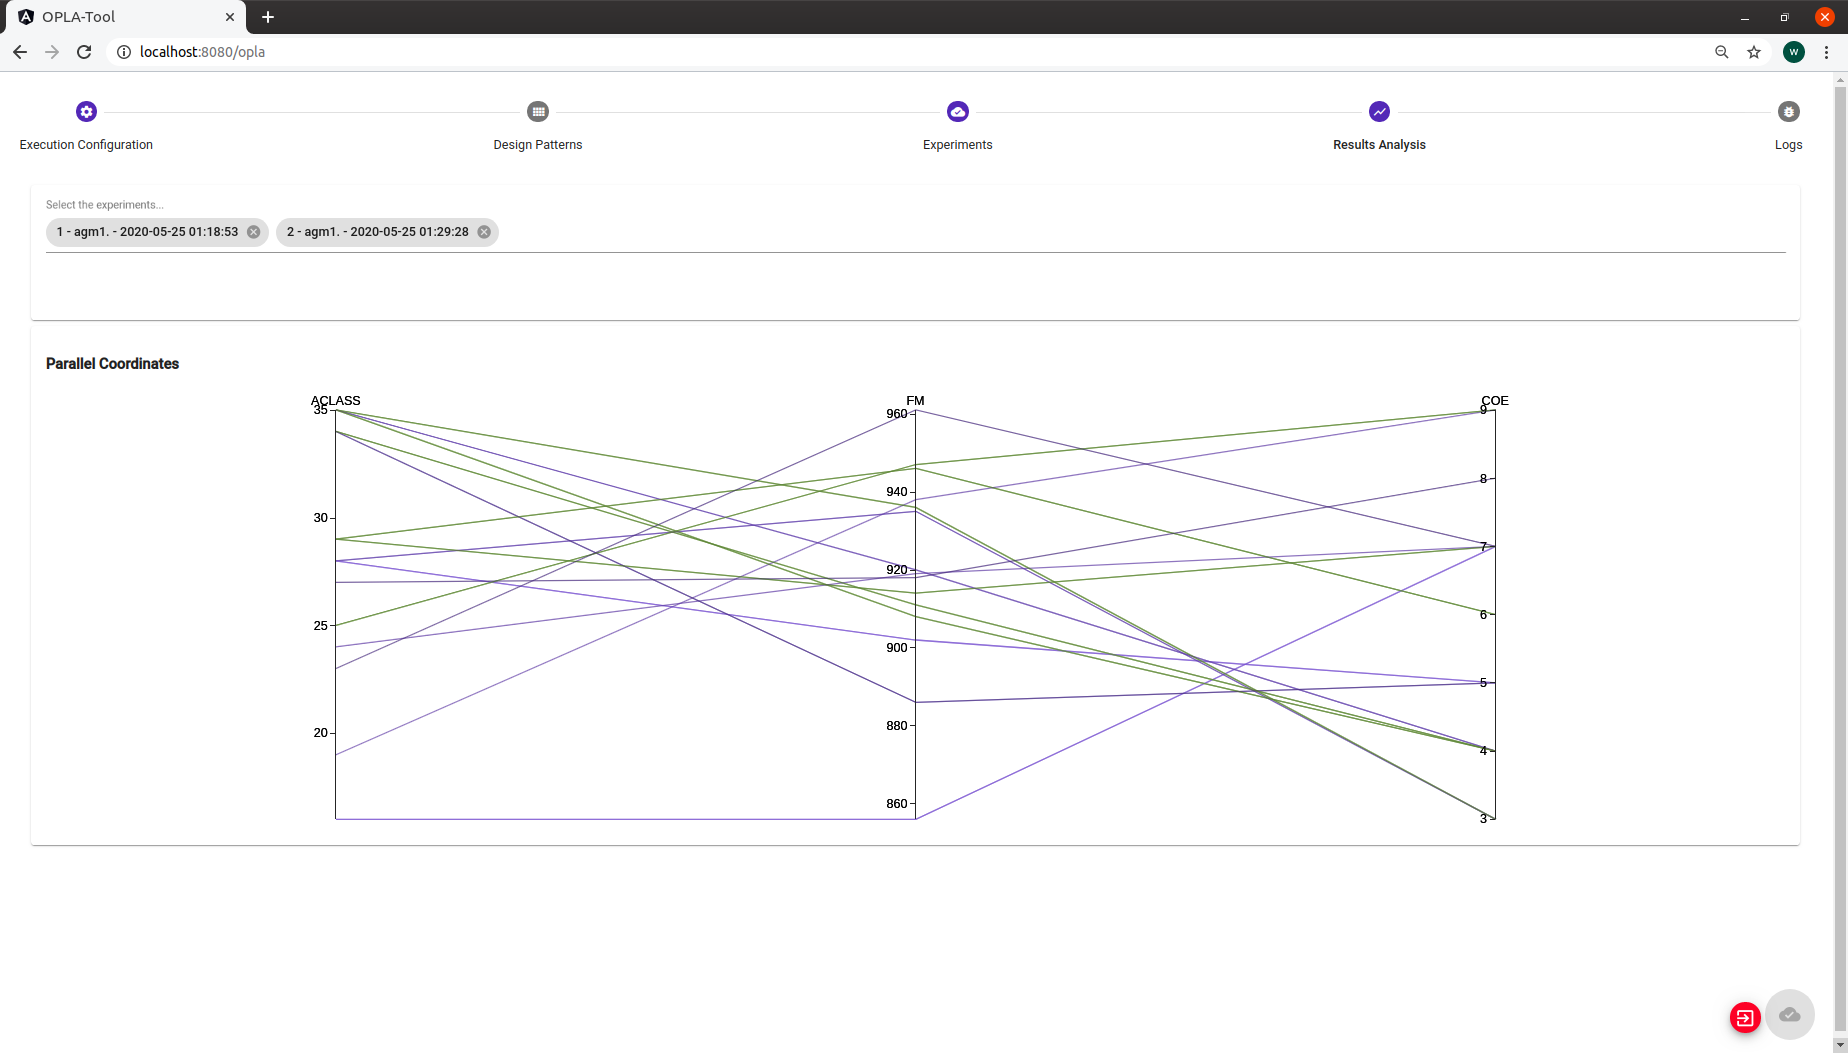 OPLA-Tool
localhost:8080/opla
W
Execution Configuration
Design Patterns
Experiments
Results Analysis
Logs
Select the experiments...
1 - agm1. - 2020-05-25 01:18:53
2 - agm1. - 2020-05-25 01:29:28
Parallel Coordinates
ACLASS
35
30
25
20
FM
960
940
920
900
880
860
COE
9
8
7
6
5
4
3